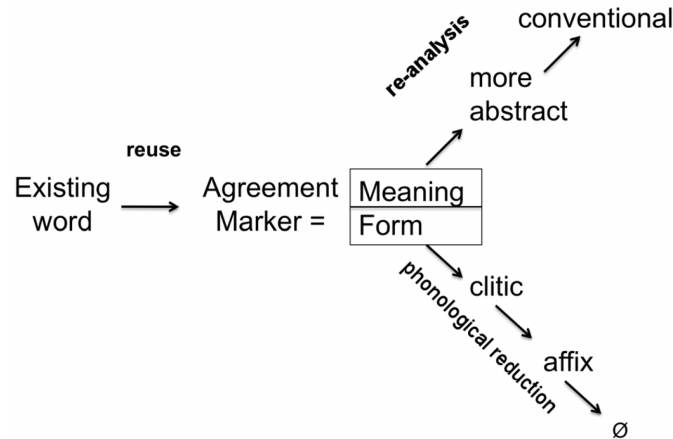 conventional
re-analysis
more
abstract
reuse
Existing
word
Agreement
Marker =
Meaning
Form
clitic
phonological reduction
affix
Ø